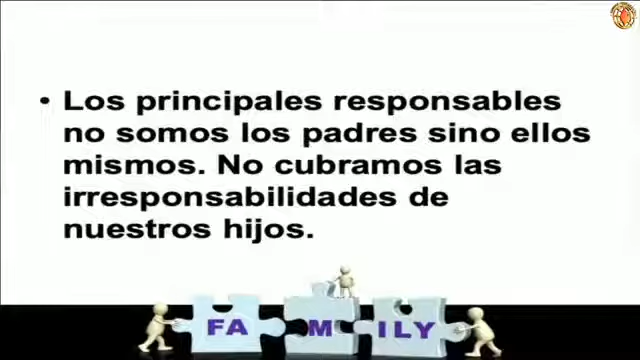 • Los principales responsables
no somos los padres sino ellos
mismos. No cubramos las
irresponsabilidades de
nuestros hijos.
FA M ILY